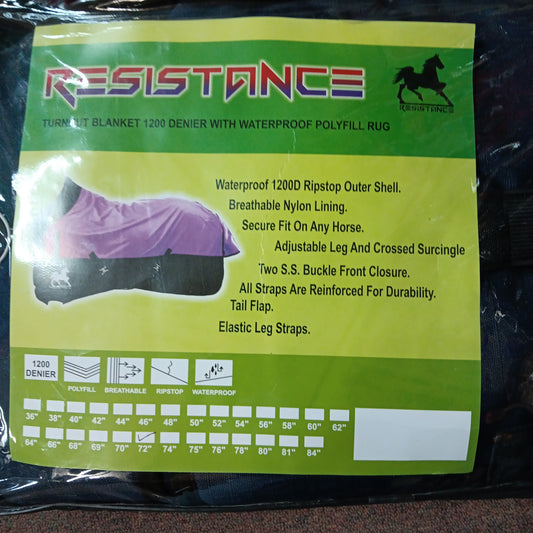 RESISTANCE
RESISTANCE
TURNOUT BLANKET 1200 DENIER WITH WATERPROOF POLYFILL RUG
Waterproof 1200D Ripstop Outer Shell.
Breathable Nylon Lining.
Secure Fit On Any Horse.
Adjustable Leg And Crossed Surcingle
Two S.S. Buckle Front Closure.
All Straps Are Reinforced For Durability.
Tail Flap.
Elastic Leg Straps.
1200
DENIER
POLYFILL BREATHABLE RIPSTOP WATERPROOF
36" 38" 40" 42" 44" 46" 48" 50" 52" 54" 56" 58" 60" 62"
64" 66" 68" 69" 70" 72" 74" 75" 76" 78" 80" 81" 84"